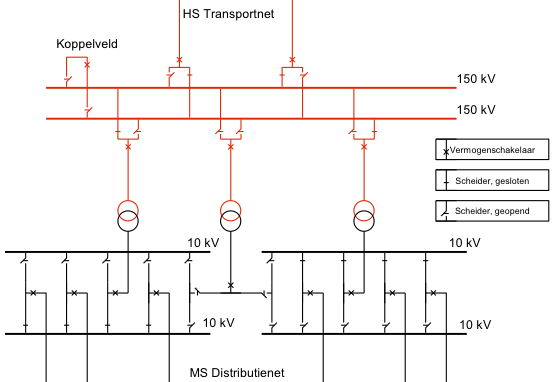 HS Transportnet
Koppelveld
150 kV
150 kV
Vermogenschakelaar
Scheider, gesloten
Scheider, geopend
10 kV
10 kV
10 kV
10 kV
MS Distributienet